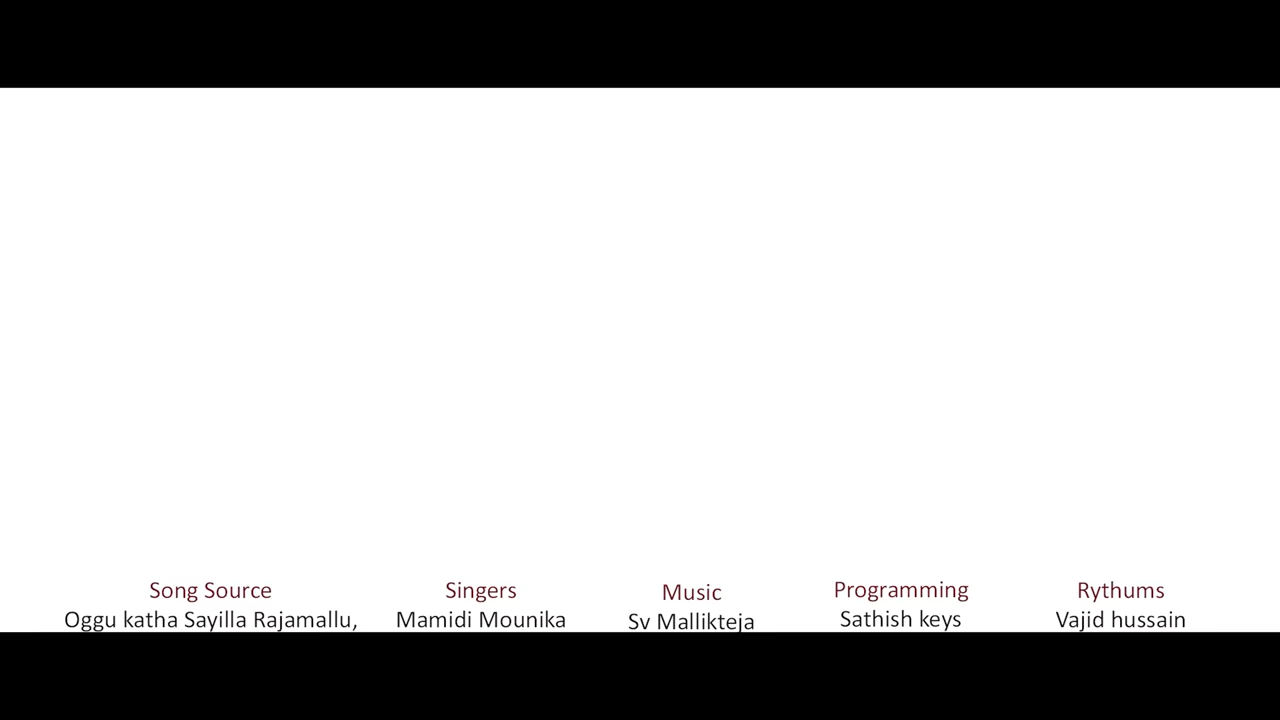 Song Source Singers Music Programming Rythums
Oggu katha Sayilla Rajamallu, Mamidi Mounika Sv Mallikteja Sathish keys Vajid hussain